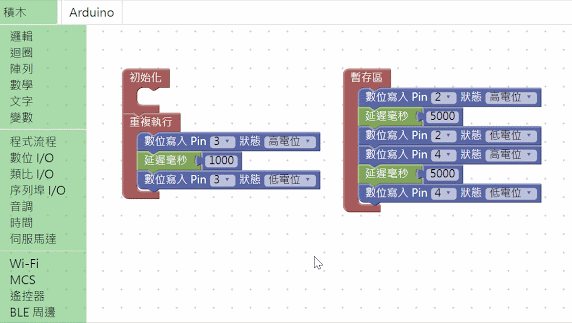 積木
Arduino
邏輯
迴圈
陣列
數學
文字
變數
程式流程
數位 I/O
類比 I/O
序列埠 I/O
音調
時間
伺服馬達
Wi-Fi
MCS
遙控器
BLE 周邊
初始化
重複執行
數位寫入 Pin 3 狀態 高電位
延遲毫秒 1000
數位寫入 Pin 3 狀態 低電位
暫存區
數位寫入 Pin 2 狀態 高電位
延遲毫秒 5000
數位寫入 Pin 2 狀態 低電位
數位寫入 Pin 4 狀態 高電位
延遲毫秒 5000
數位寫入 Pin 4 狀態 低電位